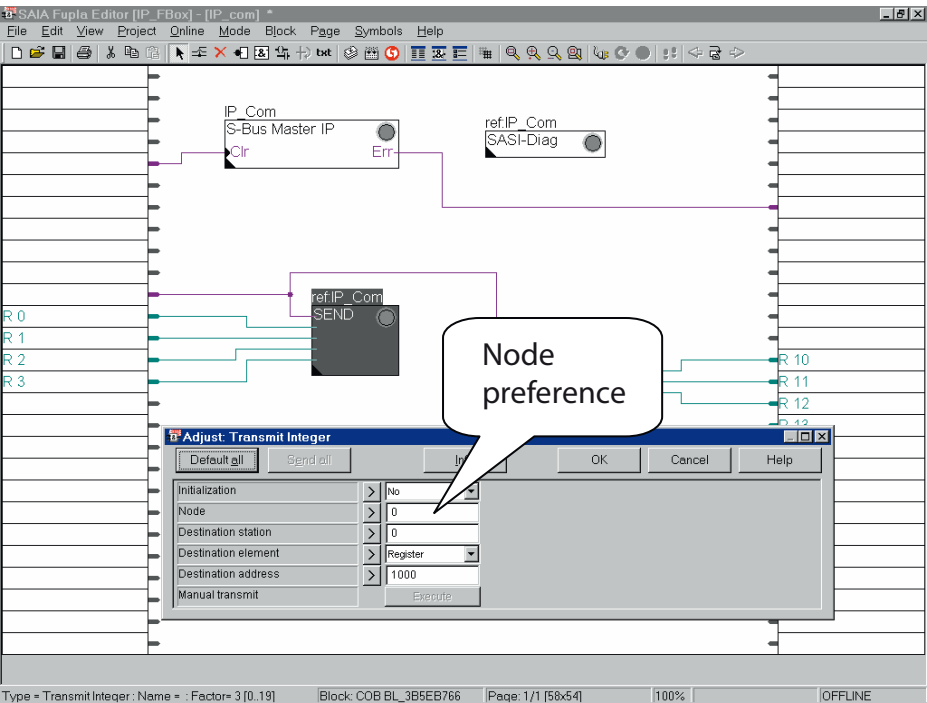 SAIA Fupla Editor [IP_FBox] - [IP_com] *
File Edit View Project Online Mode Block Page Symbols Help
txt
IP_Com
S-Bus Master IP
Clr Err
ref:IP_Com
SASI-Diag
ref:IP_Com
SEND
R 0
R 1
R 2
R 3
Node
preference
R 10
R 11
R 12
R 13
Adjust: Transmit Integer
Default all Send all OK Cancel Help
Initialization > No
Node > 0
Destination station > 0
Destination element > Register
Destination address > 1000
Manual transmit Execute
Type = Transmit Integer : Name = : Factor= 3 [0..19] Block: COB BL_3B5EB766 Page: 1/1 [58x54] 100% OFFLINE